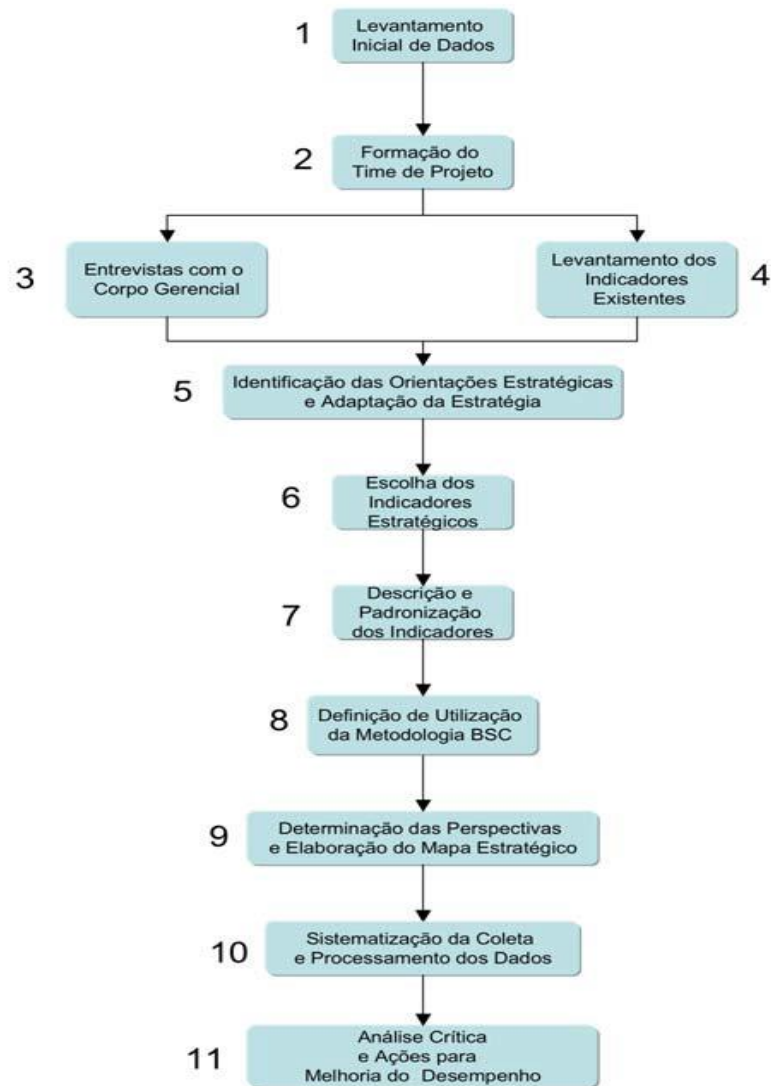 1
Levantamento
Inicial de Dados
2
Formação do
Time de Projeto
3
Entrevistas com o
Corpo Gerencial
Levantamento dos
Indicadores
Existentes
4
5
Identificação das Orientações Estratégicas
e Adaptação da Estratégia
6
Escolha dos
Indicadores
Estratégicos
7
Descrição e
Padronização
dos Indicadores
8
Definição de Utilização
da Metodologia BSC
9
Determinação das Perspectivas
e Elaboração do Mapa Estratégico
10
Sistematização da Coleta
e Processamento dos Dados
11
Análise Crítica
e Ações para
Melhoria do Desempenho